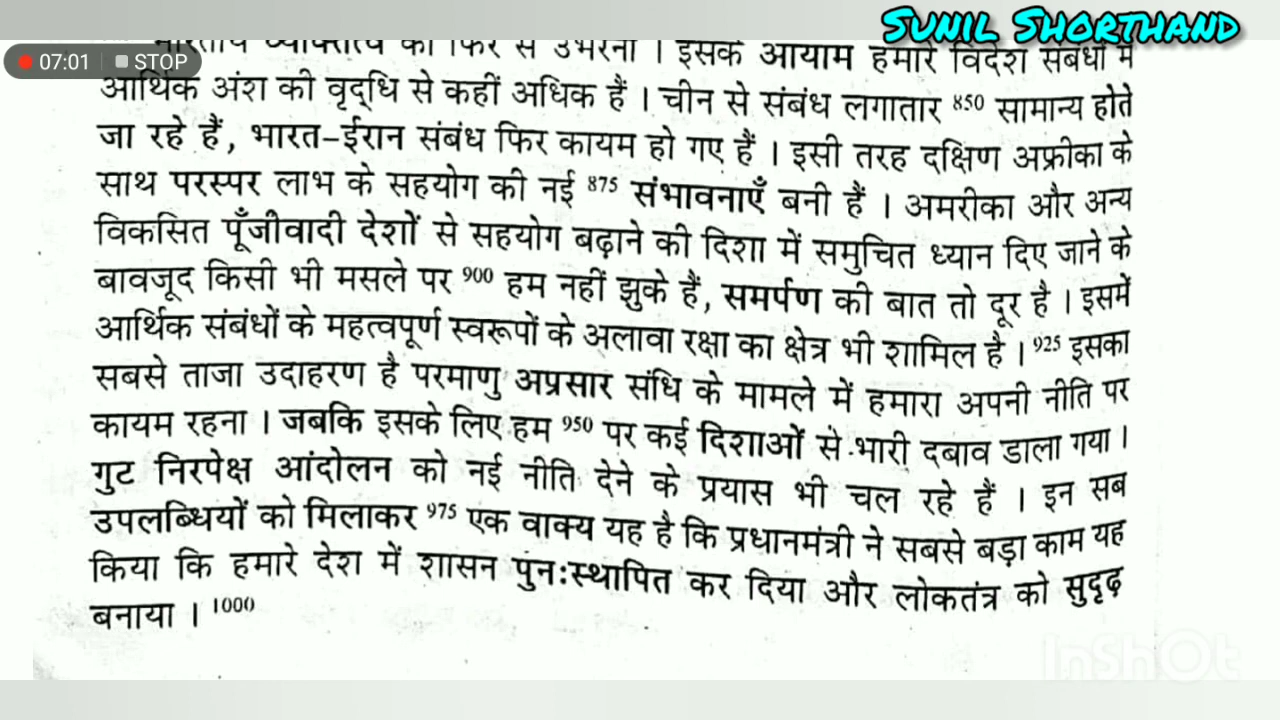 SUNIL SHORTHAND
07:01 STOP
भारतीय व्यक्तित्व का फिर से उभरना । इसके आयाम हमारे विदेश संबंधों में
आर्थिक अंश की वृद्धि से कहीं अधिक हैं । चीन से संबंध लगातार 850 सामान्य होते
जा रहे हैं, भारत-ईरान संबंध फिर कायम हो गए हैं । इसी तरह दक्षिण अफ्रीका के
साथ परस्पर लाभ के सहयोग की नई 875 संभावनाएँ बनी हैं । अमरीका और अन्य
विकसित पूँजीवादी देशों से सहयोग बढ़ाने की दिशा में समुचित ध्यान दिए जाने के
बावजूद किसी भी मसले पर 900 हम नहीं झुके हैं, समर्पण की बात तो दूर है । इसमें
आर्थिक संबंधों के महत्वपूर्ण स्वरूपों के अलावा रक्षा का क्षेत्र भी शामिल है । 925 इसका
सबसे ताजा उदाहरण है परमाणु अप्रसार संधि के मामले में हमारा अपनी नीति पर
कायम रहना । जबकि इसके लिए हम 950 पर कई दिशाओं से भारी दबाव डाला गया ।
गुट निरपेक्ष आंदोलन को नई नीति देने के प्रयास भी चल रहे हैं । इन सब
उपलब्धियों को मिलाकर 975 एक वाक्य यह है कि प्रधानमंत्री ने सबसे बड़ा काम यह
किया कि हमारे देश में शासन पुनःस्थापित कर दिया और लोकतंत्र को सुदृढ़
बनाया । 1000
InShOt